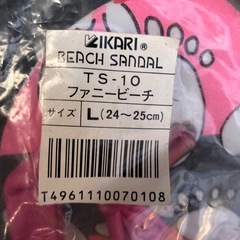 IKARI®
BEACH SANDAL
TS-10
ファニービーチ
サイズ L(24〜25cm)
T4961110070108